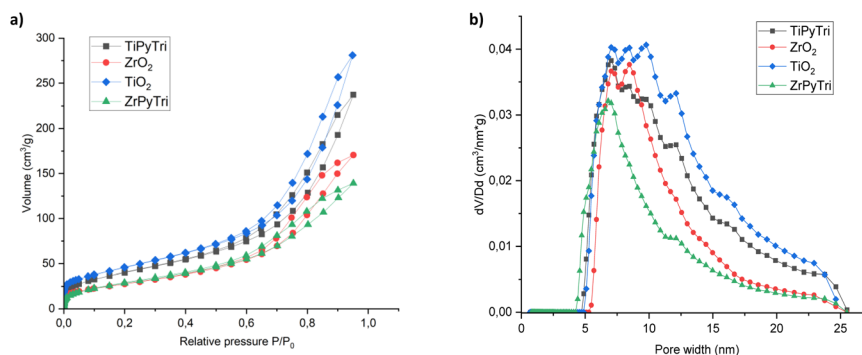 a)
300
250
200
150
100
50
0
Volume (cm³/g)
TiPyTri
ZrO₂
TiO₂
ZrPyTri
0,0 0,2 0,4 0,6 0,8 1,0
Relative pressure P/P₀
b)
0,04
0,03
0,02
0,01
0,00
dV/Dd (cm³/nm*g)
TiPyTri
ZrO₂
TiO₂
ZrPyTri
0 5 10 15 20 25
Pore width (nm)